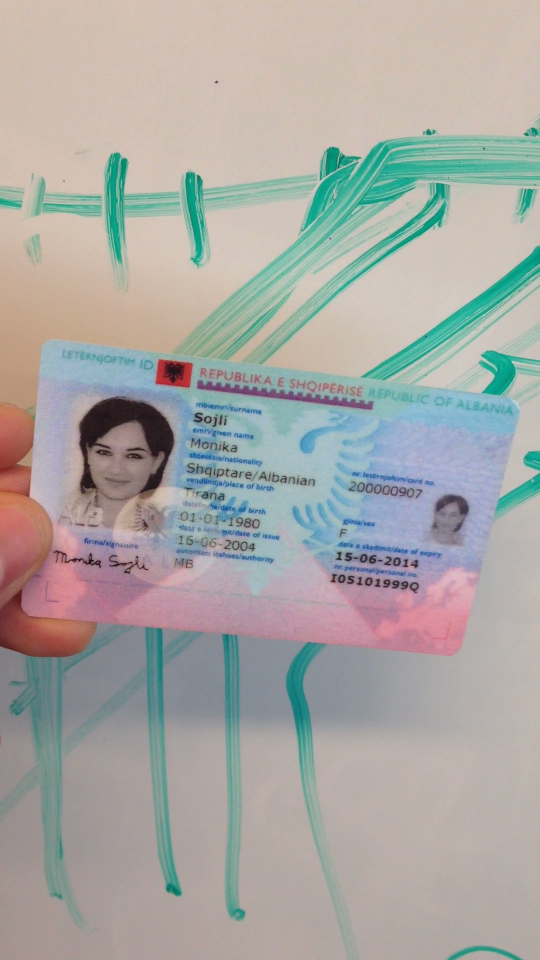 LETËRNJOFTIM ID REPUBLIKA E SHQIPËRISË REPUBLIC OF ALBANIA
mbiemri/surname
Sojli
emri/given name
Monika
shtetësia/nationality
Shqiptare/Albanian
vendlindja/place of birth
Tirana
datëlindja/date of birth
01-01-1980
data e lëshimit/date of issue
16-06-2004
autoriteti lëshues/authority
MB
nr. letërnjoftim/card no.
200000907
gjinia/sex
F
data e skadimit/date of expiry
15-06-2014
nr. personal/personal no.
I05101999Q
ALB
firma/signature
Monika Sojli